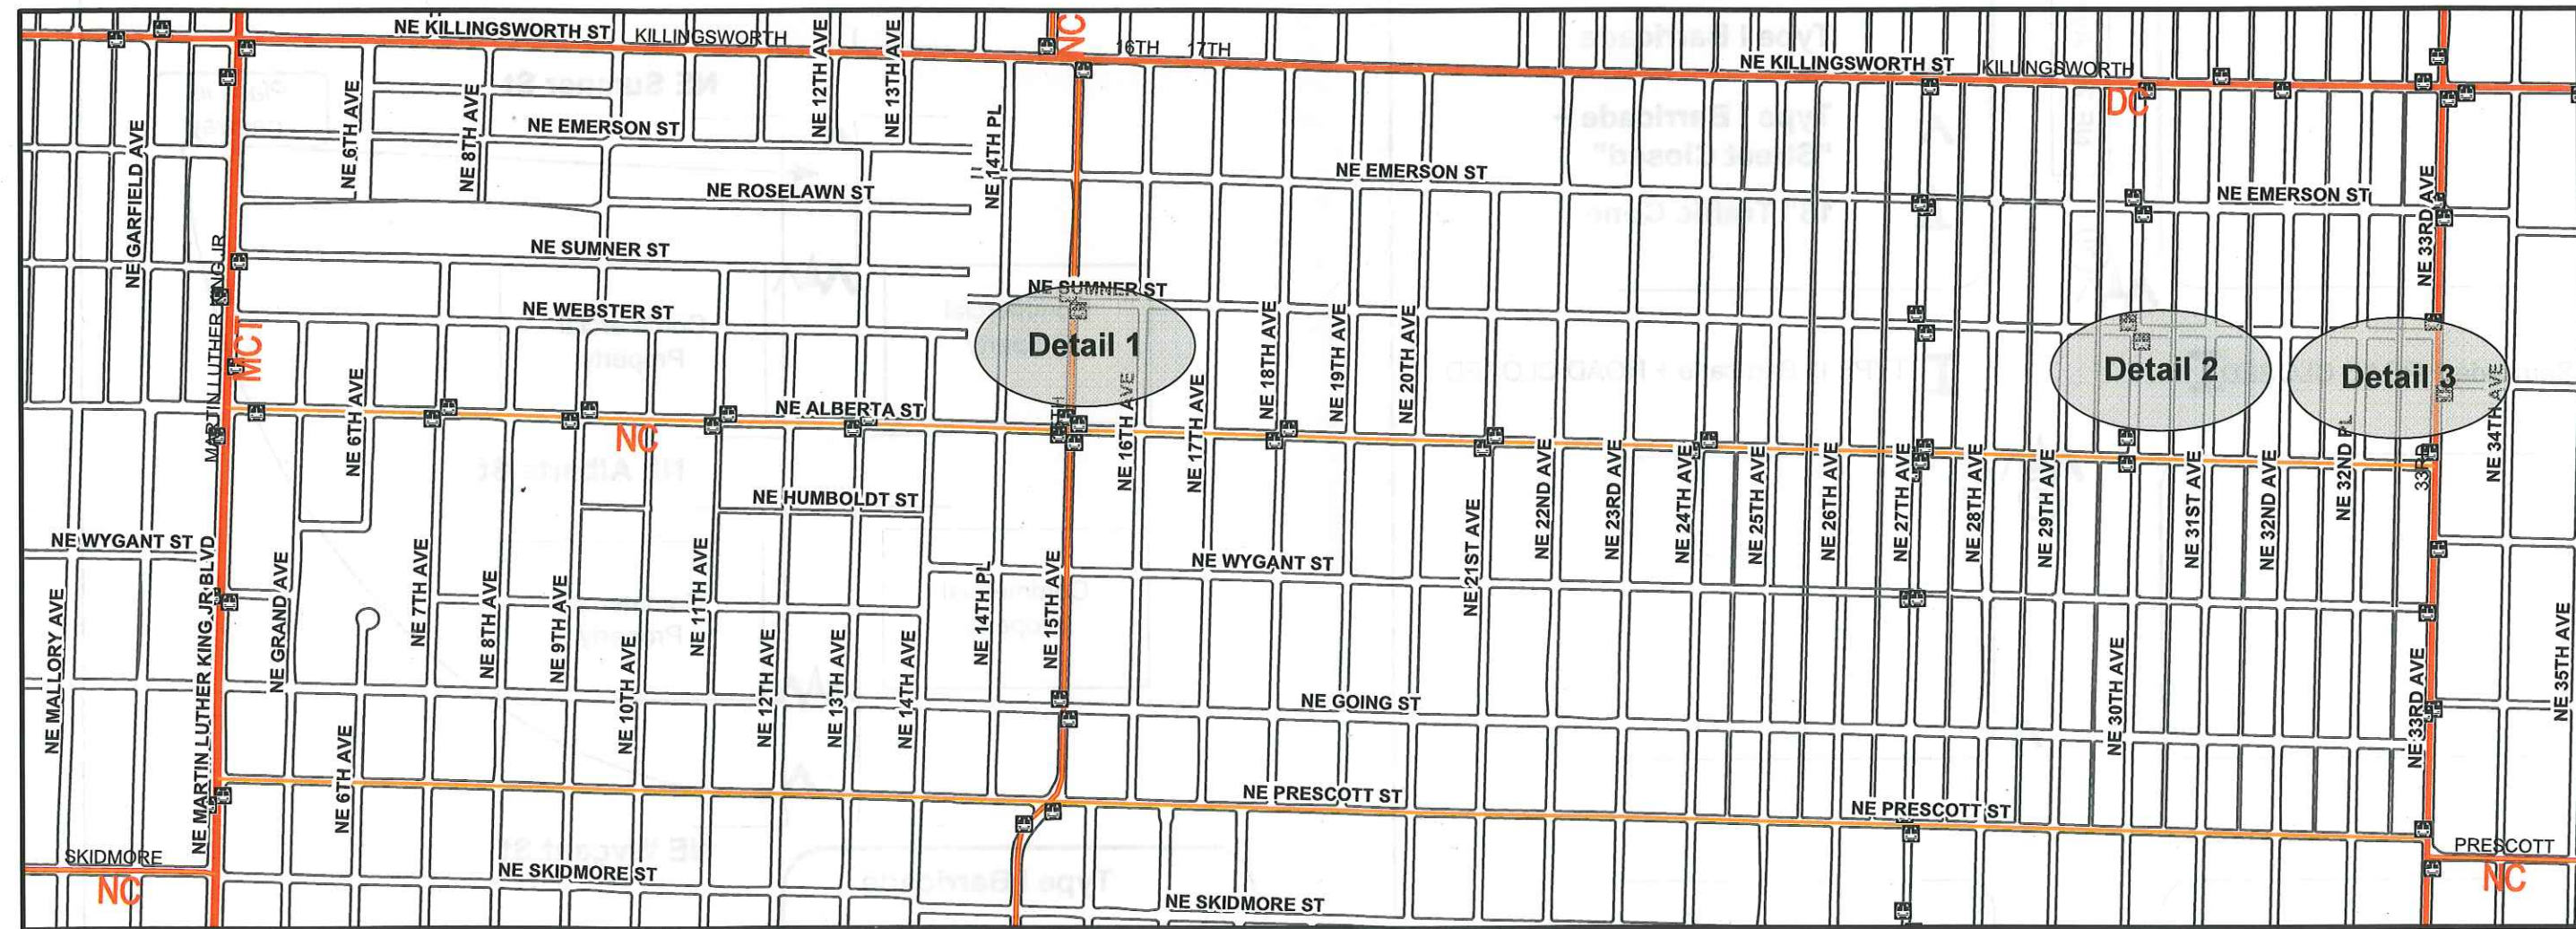 NE KILLINGSWORTH ST
KILLINGSWORTH
NC
16TH
17TH
NE KILLINGSWORTH ST
KILLINGSWORTH
DC
NE GARFIELD AVE
NE 6TH AVE
NE 8TH AVE
NE 12TH AVE
NE 13TH AVE
NE 14TH PL
NE EMERSON ST
NE EMERSON ST
NE EMERSON ST
NE ROSELAWN ST
NE 33RD AVE
NE SUMNER ST
NE SUMNER ST
NE WEBSTER ST
MCT
MARTIN LUTHER KING JR
Detail 1
Detail 2
Detail 3
NE 6TH AVE
NE ALBERTA ST
NC
NE 16TH AVE
NE 17TH AVE
NE 18TH AVE
NE 19TH AVE
NE 20TH AVE
NE 34TH AVE
NE 21ST AVE
NE 22ND AVE
NE 23RD AVE
NE 24TH AVE
NE 25TH AVE
NE 26TH AVE
NE 27TH AVE
NE 28TH AVE
NE 29TH AVE
NE 31ST AVE
NE 32ND AVE
NE 32ND PL
33RD
NE HUMBOLDT ST
NE WYGANT ST
NE WYGANT ST
NE MALLORY AVE
NE MARTIN LUTHER KING JR BLVD
NE GRAND AVE
NE 6TH AVE
NE 7TH AVE
NE 8TH AVE
NE 9TH AVE
NE 10TH AVE
NE 11TH AVE
NE 12TH AVE
NE 13TH AVE
NE 14TH AVE
NE 14TH PL
NE 15TH AVE
NE 30TH AVE
NE 33RD AVE
NE 35TH AVE
NE GOING ST
NE PRESCOTT ST
NE PRESCOTT ST
PRESCOTT
NC
SKIDMORE
NC
NE SKIDMORE ST
NE SKIDMORE ST